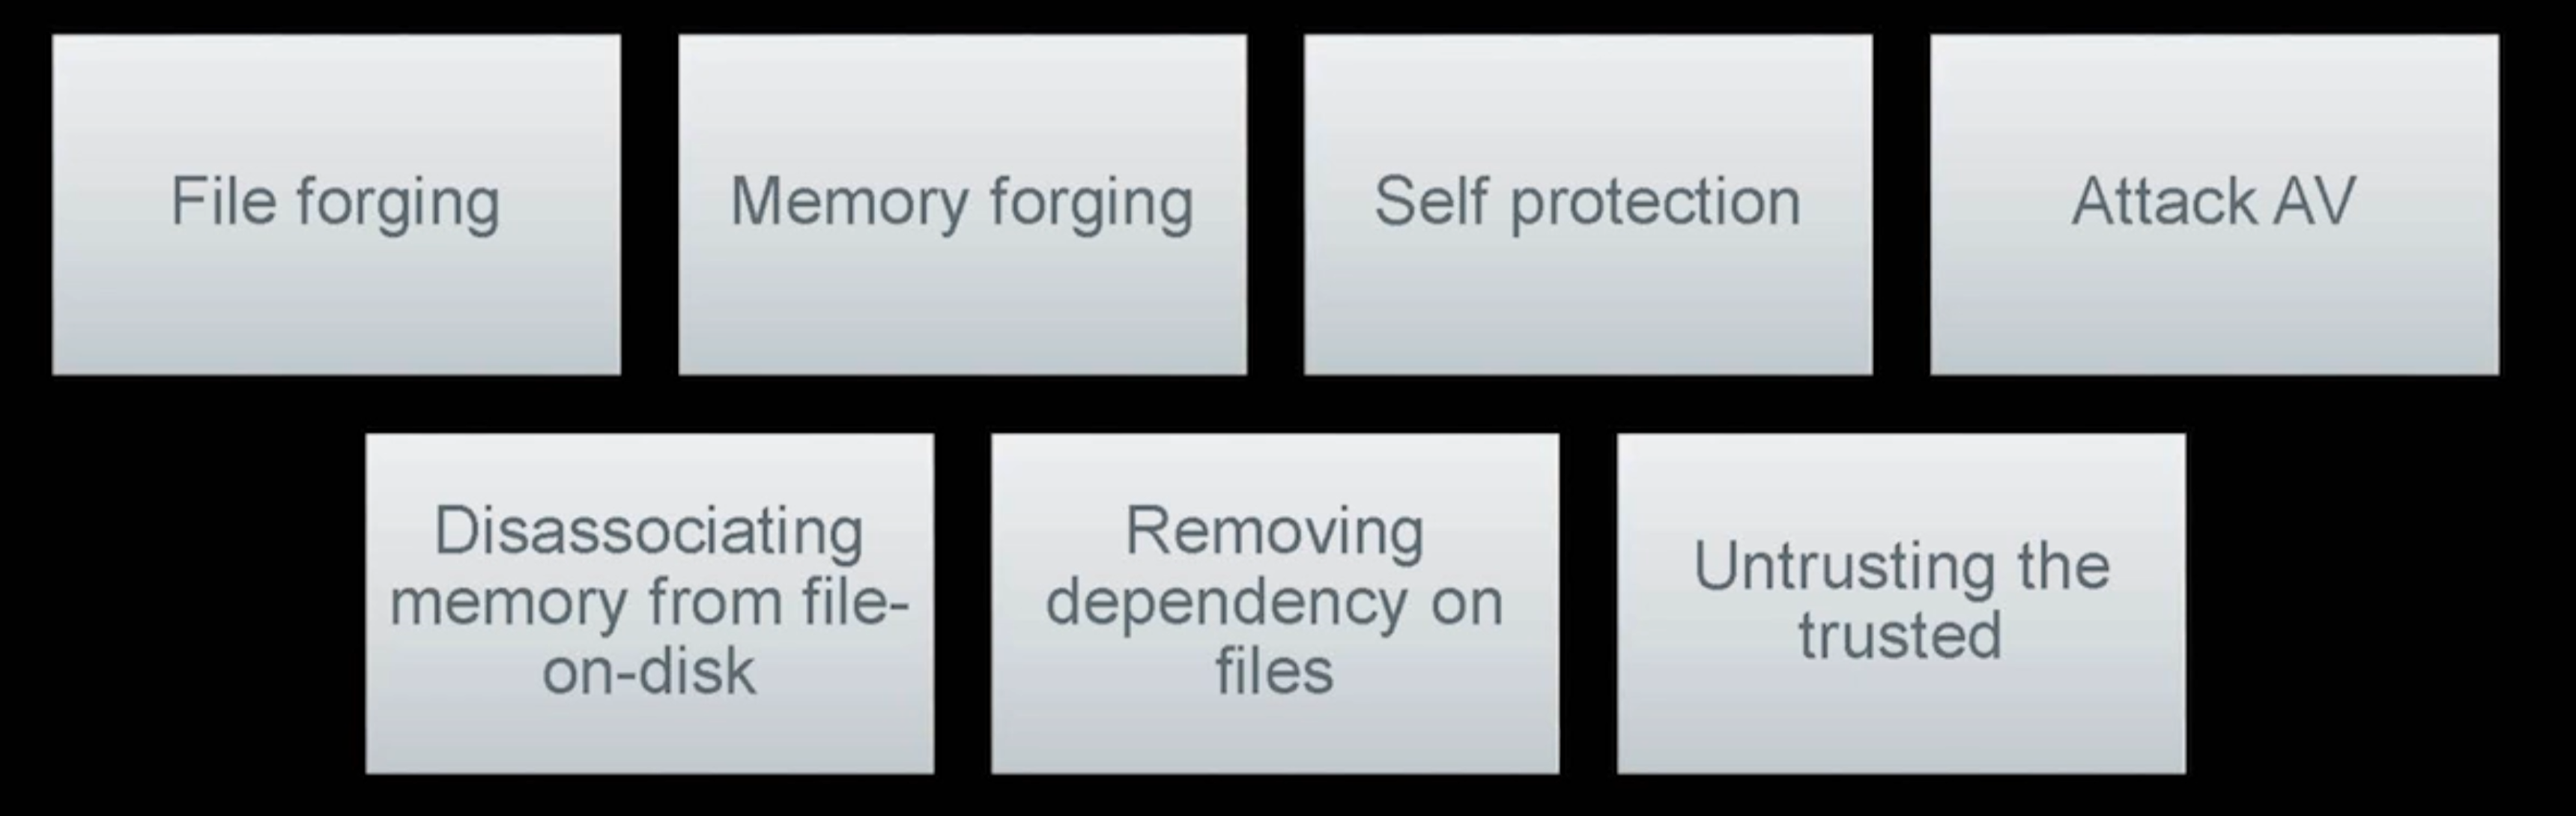 File forging
Memory forging
Self protection
Attack AV
Disassociating
memory from file-
on-disk
Removing
dependency on
files
Untrusting the
trusted